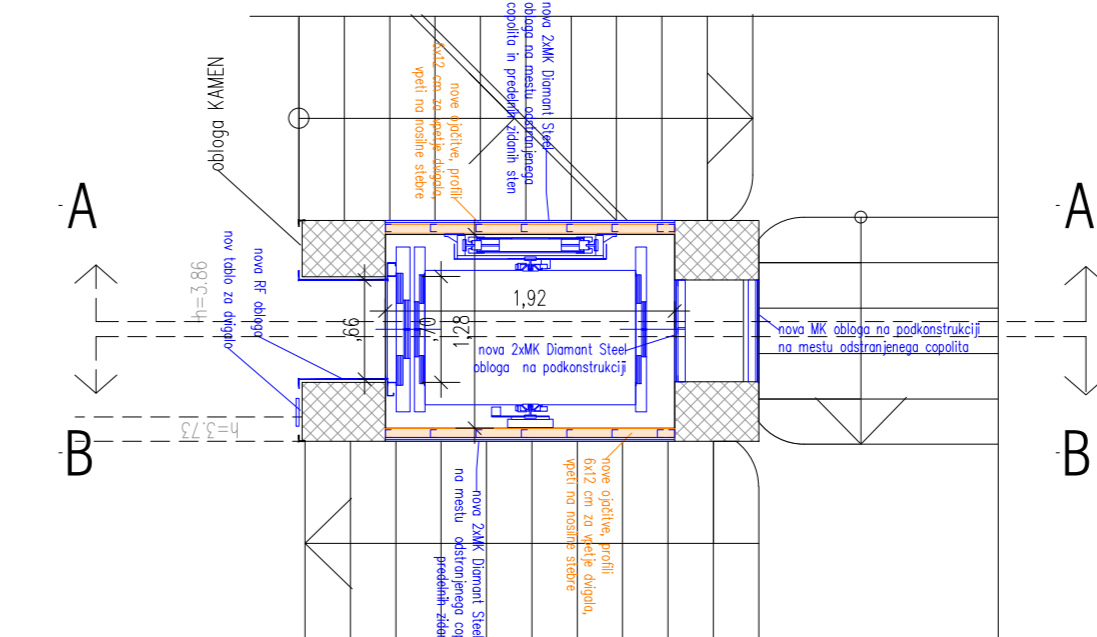 nova 2xMK Diamant Steel
obloga na mestu odstranjenega
copolita in predelnih zidanih sten
nove ojačitve, profili
6x12 cm za vpetje dvigala,
vpeti na nosilne stebre
obloga KAMEN
A
A
h=3.86
nova RF obloga
nov tablo za dvigalo
,66
,70
1,28
1,92
nova 2xMK Diamant Steel
obloga na podkonstrukciji
nova MK obloga na podkonstrukciji
na mestu odstranjenega copolita
h=3.73
B
B
nove ojačitve, profili
6x12 cm za vpetje dvigala,
vpeti na nosilne stebre
nova 2xMK Diamant Steel
na mestu odstranjenega cop
predelnih zidan